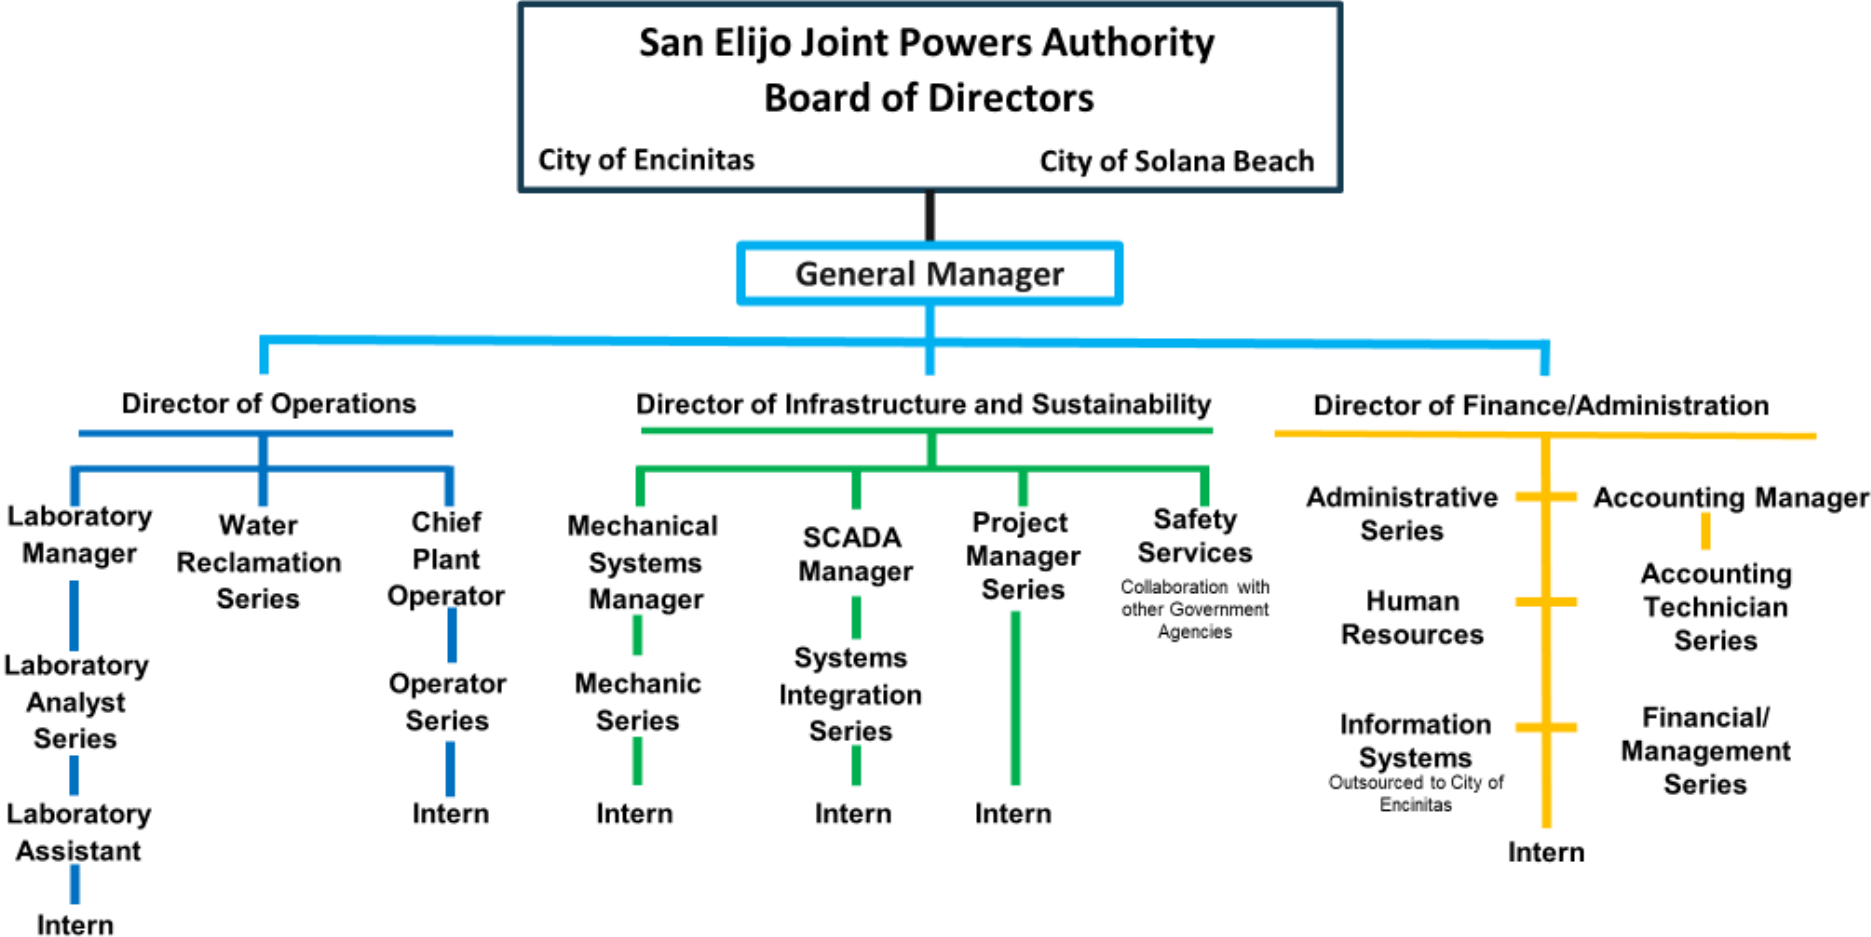 San Elijo Joint Powers Authority
Board of Directors
City of Encinitas
City of Solana Beach
General Manager
Director of Operations
Director of Infrastructure and Sustainability
Director of Finance/Administration
Laboratory
Manager
Laboratory
Analyst
Series
Laboratory
Assistant
Intern
Water
Reclamation
Series
Chief
Plant
Operator
Operator
Series
Intern
Mechanical
Systems
Manager
Mechanic
Series
Intern
SCADA
Manager
Systems
Integration
Series
Intern
Project
Manager
Series
Intern
Safety
Services
Collaboration with
other Government
Agencies
Administrative
Series
Human
Resources
Information
Systems
Outsourced to City of
Encinitas
Accounting Manager
Accounting
Technician
Series
Financial/
Management
Series
Intern